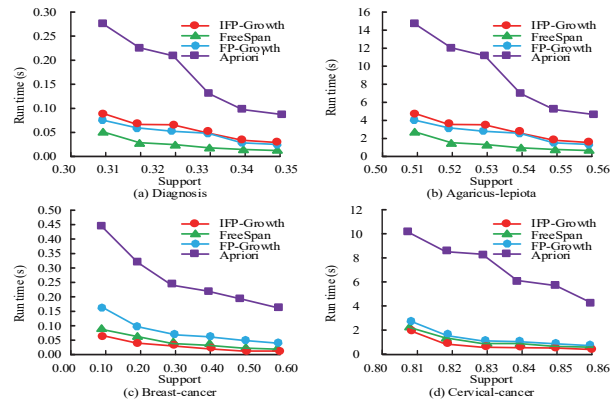 0.30
0.25
0.20
0.15
0.10
0.05
0.00
Run time (s)
IFP-Growth
FreeSpan
FP-Growth
Apriori
0.30 0.31 0.32 0.33 0.34 0.35
Support
(a) Diagnosis
16
14
12
10
8
6
4
2
0
Run time (s)
IFP-Growth
FreeSpan
FP-Growth
Apriori
0.50 0.51 0.52 0.53 0.54 0.55 0.56
Support
(b) Agaricus-lepiota
0.50
0.45
0.40
0.35
0.30
0.25
0.20
0.15
0.10
0.05
0.00
Run time (s)
IFP-Growth
FreeSpan
FP-Growth
Apriori
0.10 0.20 0.30 0.40 0.50 0.60
Support
(c) Breast-cancer
12
10
8
6
4
2
0
Run time (s)
IFP-Growth
FreeSpan
FP-Growth
Apriori
0.80 0.81 0.82 0.83 0.84 0.85 0.86
Support
(d) Cervical-cancer